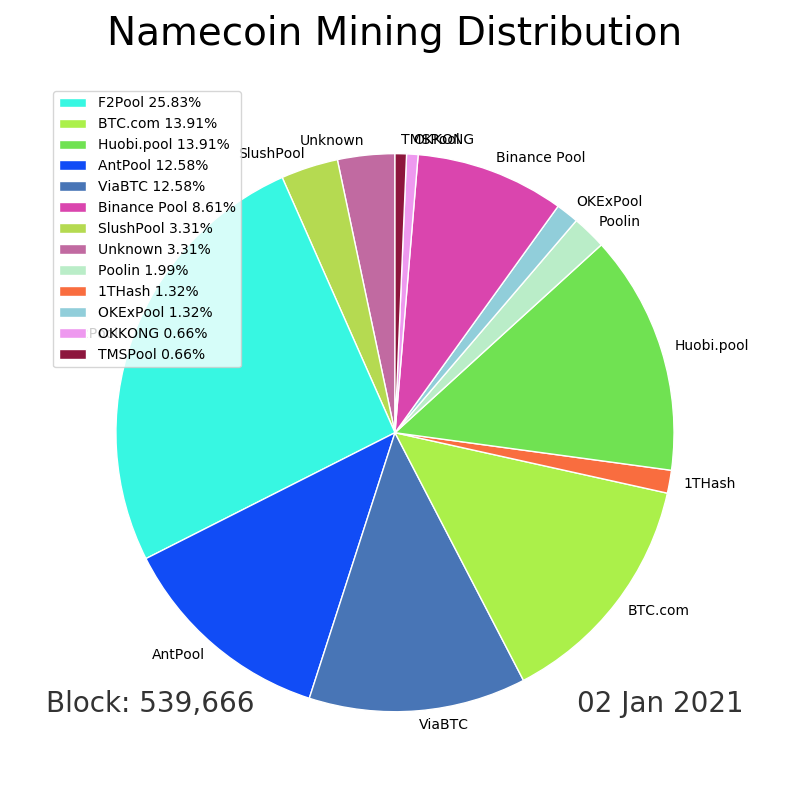 Namecoin Mining Distribution
F2Pool 25.83%
BTC.com 13.91%
Huobi.pool 13.91%
AntPool 12.58%
ViaBTC 12.58%
Binance Pool 8.61%
SlushPool 3.31%
Unknown 3.31%
Poolin 1.99%
1THash 1.32%
OKExPool 1.32%
OKKONG 0.66%
TMSPool 0.66%
SlushPool
Unknown
TMSPool
OKKONG
Binance Pool
OKExPool
Poolin
Huobi.pool
1THash
BTC.com
ViaBTC
AntPool
Block: 539,666
02 Jan 2021